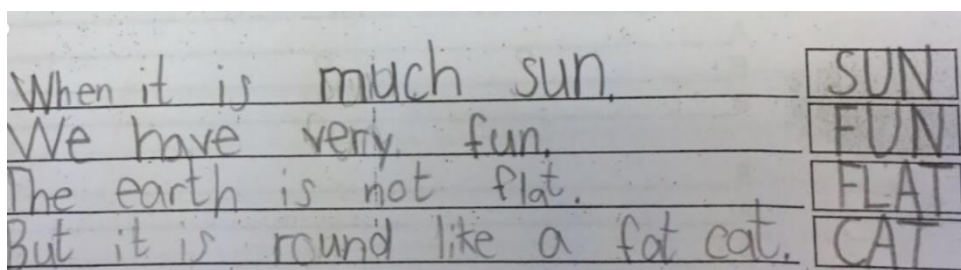 When it is much sun. SUN
We have very fun. FUN
The earth is not flat. FLAT
But it is round like a fat cat. CAT